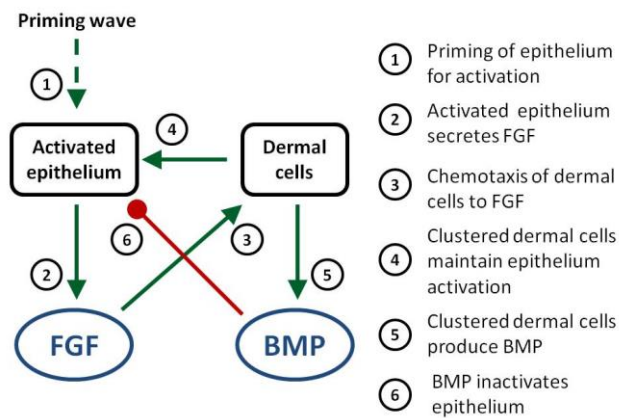 Priming wave
1
Activated
epithelium
4
Dermal
cells
2
6
3
5
FGF
BMP
1 Priming of epithelium
for activation
2 Activated epithelium
secretes FGF
3 Chemotaxis of dermal
cells to FGF
4 Clustered dermal cells
maintain epithelium
activation
5 Clustered dermal cells
produce BMP
6 BMP inactivates
epithelium